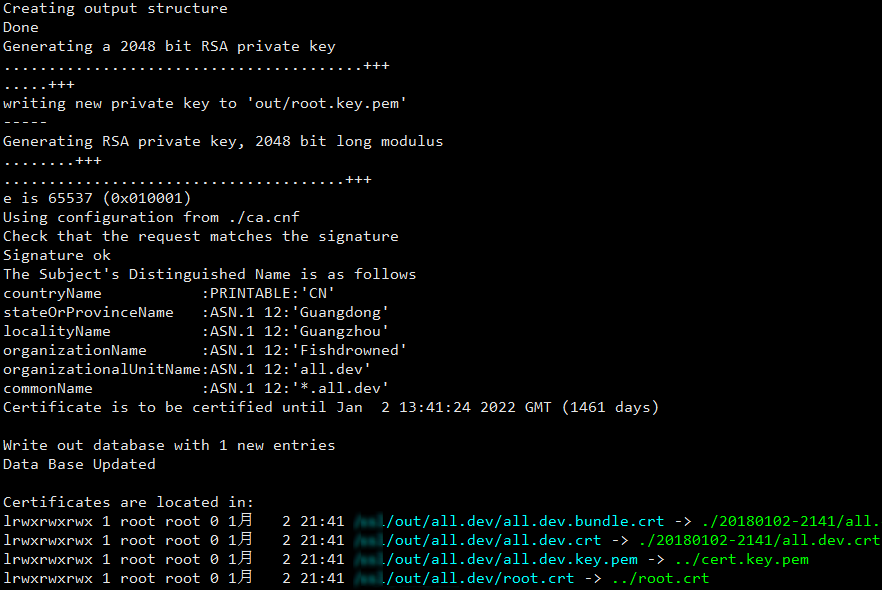 Creating output structure
Done
Generating a 2048 bit RSA private key
........................................+++
.....+++
writing new private key to 'out/root.key.pem'
-----
Generating RSA private key, 2048 bit long modulus
........+++
......................................+++
e is 65537 (0x010001)
Using configuration from ./ca.cnf
Check that the request matches the signature
Signature ok
The Subject's Distinguished Name is as follows
countryName           :PRINTABLE:'CN'
stateOrProvinceName   :ASN.1 12:'Guangdong'
localityName          :ASN.1 12:'Guangzhou'
organizationName      :ASN.1 12:'Fishdrowned'
organizationalUnitName:ASN.1 12:'all.dev'
commonName            :ASN.1 12:'*.all.dev'
Certificate is to be certified until Jan  2 13:41:24 2022 GMT (1461 days)

Write out database with 1 new entries
Data Base Updated

Certificates are located in:
lrwxrwxrwx 1 root root 0 1月   2 21:41 /out/all.dev/all.dev.bundle.crt -> ./20180102-2141/all.
lrwxrwxrwx 1 root root 0 1月   2 21:41 /out/all.dev/all.dev.crt -> ./20180102-2141/all.dev.crt
lrwxrwxrwx 1 root root 0 1月   2 21:41 /out/all.dev/all.dev.key.pem -> ../cert.key.pem
lrwxrwxrwx 1 root root 0 1月   2 21:41 /out/all.dev/root.crt -> ../root.crt